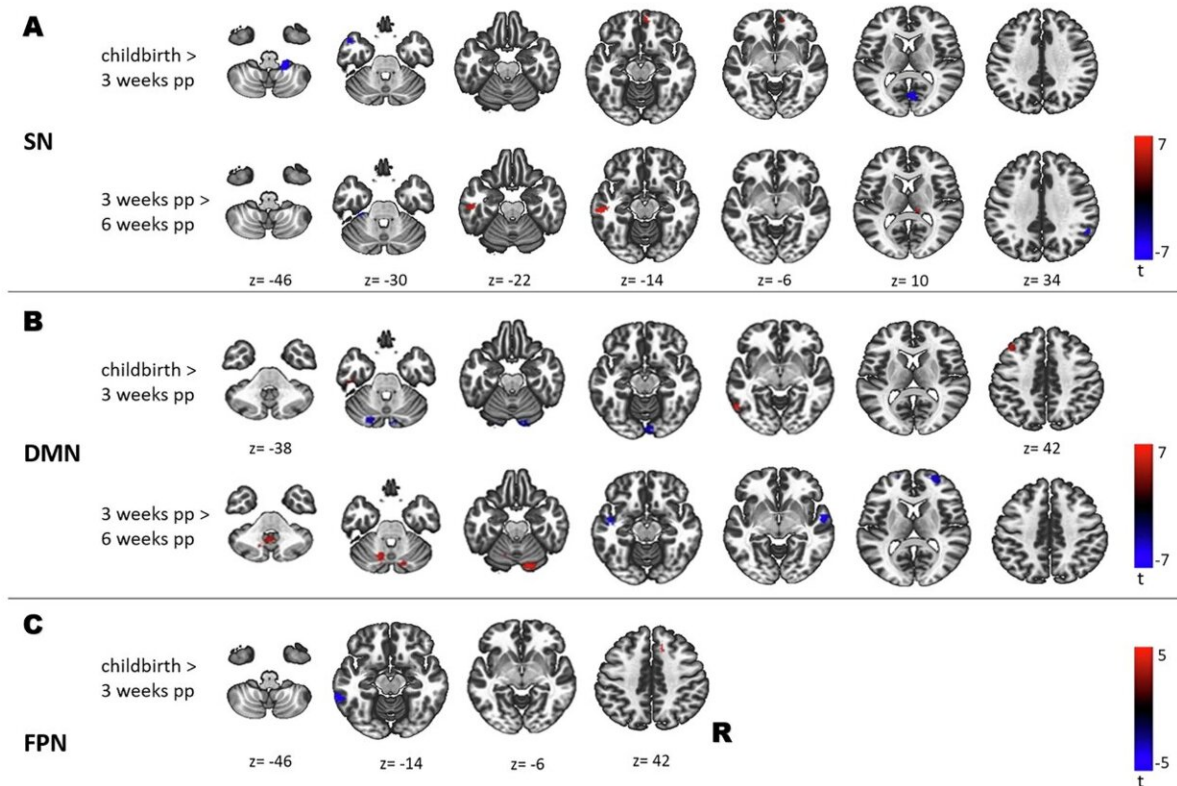 A
childbirth >
3 weeks pp
SN
3 weeks pp >
6 weeks pp
z= -46 z= -30 z= -22 z= -14 z= -6 z= 10 z= 34
7
-7
t
B
childbirth >
3 weeks pp
z= -38 z= 42
DMN
3 weeks pp >
6 weeks pp
7
-7
t
C
childbirth >
3 weeks pp
FPN
z= -46 z= -14 z= -6 z= 42
R
5
-5
t